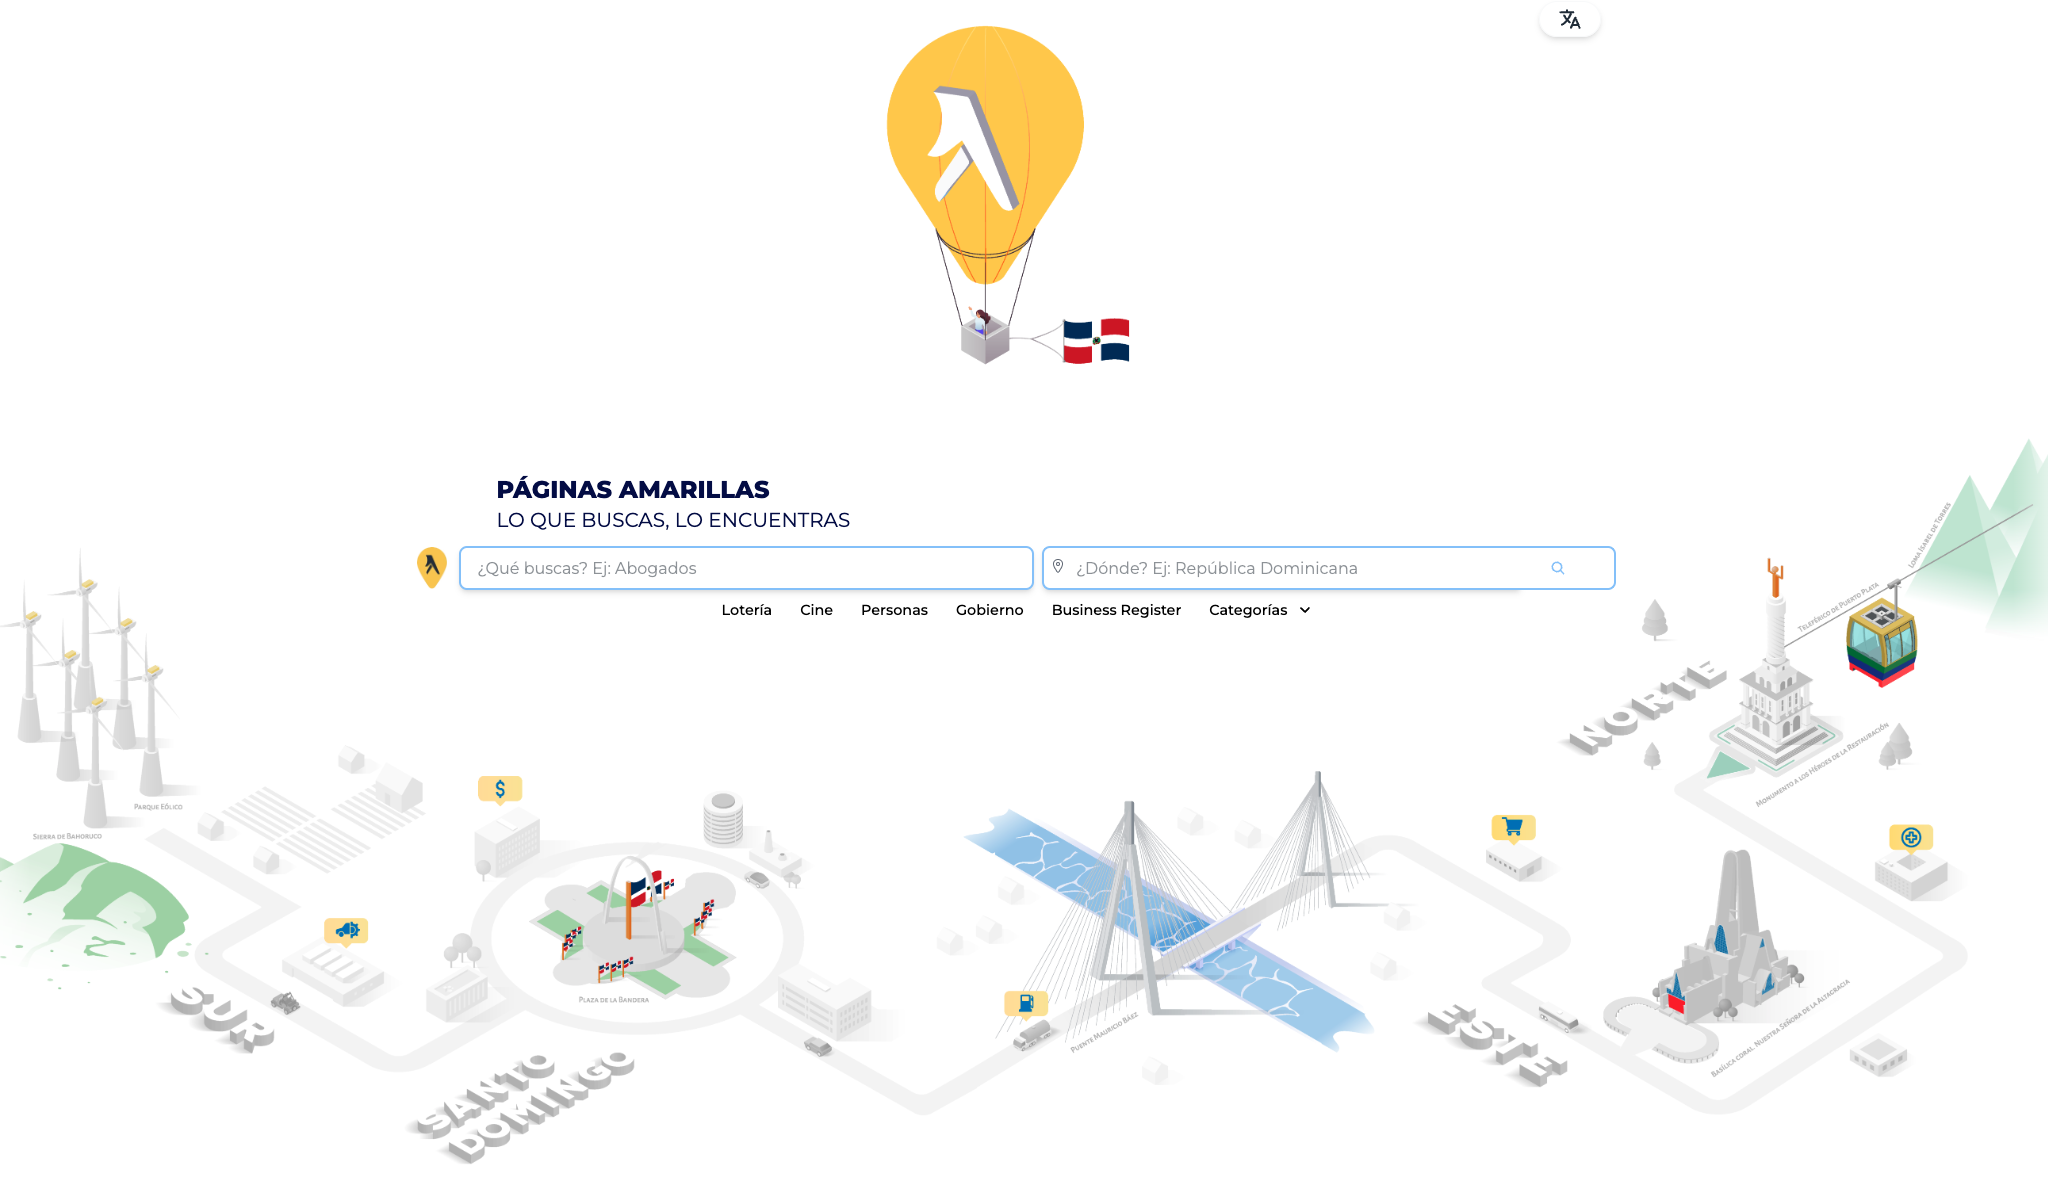 PÁGINAS AMARILLAS
LO QUE BUSCAS, LO ENCUENTRAS
¿Qué buscas? Ej: Abogados
¿Dónde? Ej: República Dominicana
Lotería
Cine
Personas
Gobierno
Business Register
Categorías
LOMA ISABEL DE TORRES
TELEFÉRICO DE PUERTO PLATA
NORTE
MONUMENTO A LOS HÉROES DE LA RESTAURACIÓN
PARQUE EÓLICO
SIERRA DE BAHORUCO
$
SUR
PLAZA DE LA BANDERA
SANTO
DOMINGO
PUENTE MAURICIO BÁEZ
ESTE
BASÍLICA CORAL NUESTRA SEÑORA DE LA ALTAGRACIA